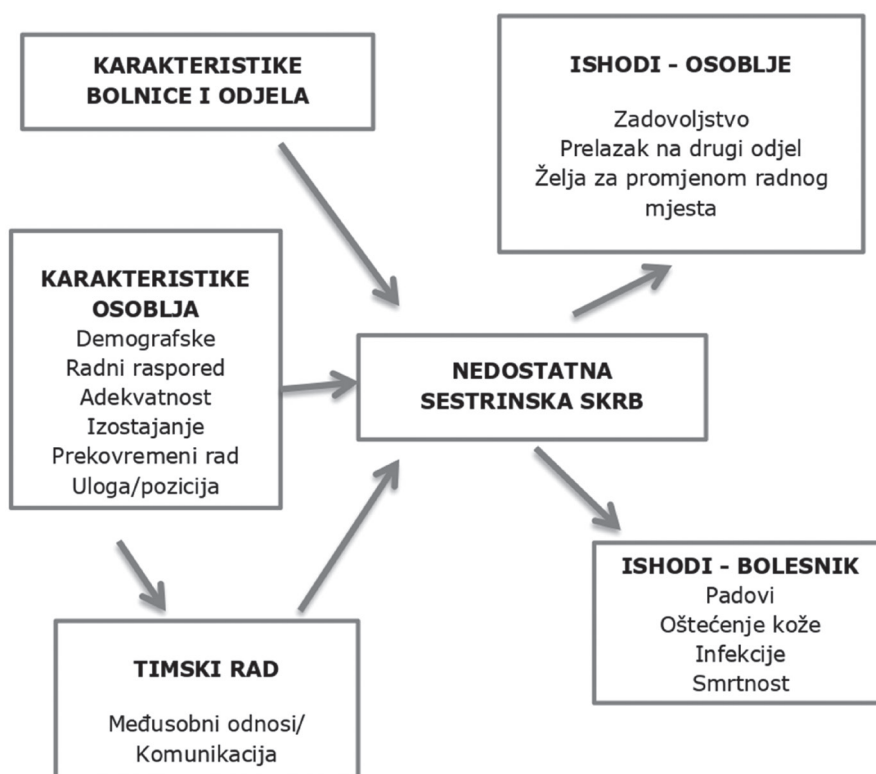 KARAKTERISTIKE
BOLNICE I ODJELA
ISHODI - OSOBLJE
Zadovoljstvo
Prelazak na drugi odjel
Želja za promjenom radnog
mjesta
KARAKTERISTIKE
OSOBLJA
Demografske
Radni raspored
Adekvatnost
Izostajanje
Prekovremeni rad
Uloga/pozicija
NEDOSTATNA
SESTRINSKA SKRB
ISHODI - BOLESNIK
Padovi
Oštećenje kože
Infekcije
Smrtnost
TIMSKI RAD
Međusobni odnosi/
Komunikacija